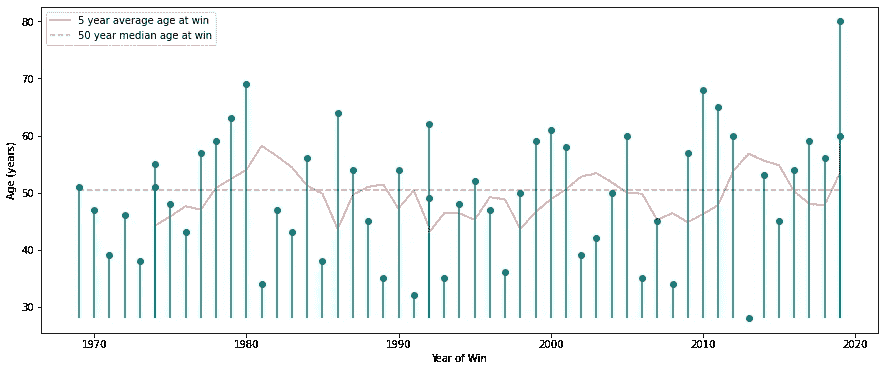 5 year average age at win
50 year median age at win
80
70
60
50
40
30
Age (years)
1970 1980 1990 2000 2010 2020
Year of Win